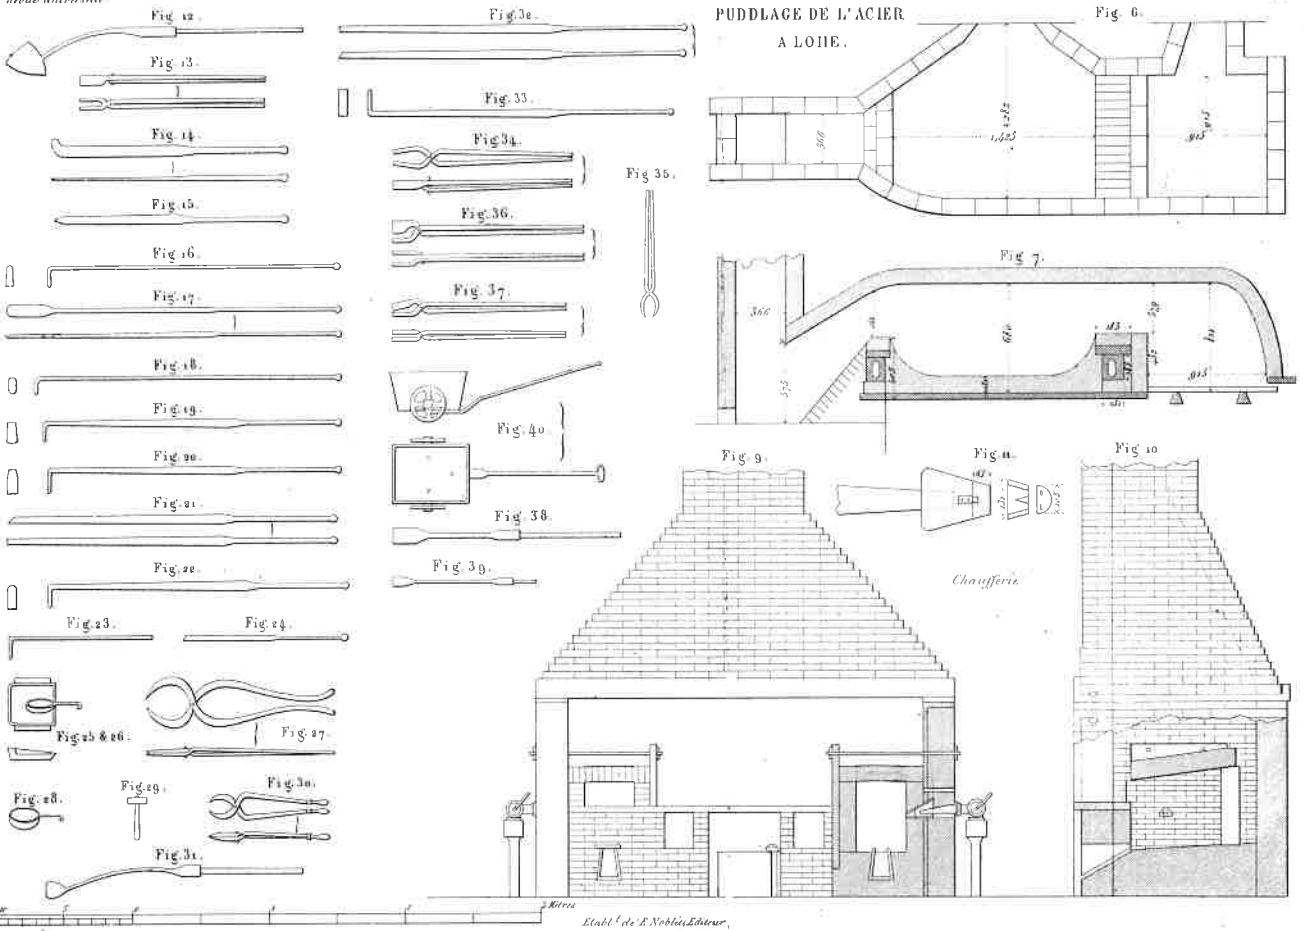 Fig. 12.
Fig. 13.
Fig. 14.
Fig. 15.
Fig. 16.
Fig. 17.
Fig. 18.
Fig. 19.
Fig. 20.
Fig. 21.
Fig. 22.
Fig. 23.
Fig. 24.
Fig. 25 & 26.
Fig. 27.
Fig. 28.
Fig. 29.
Fig. 30.
Fig. 31.
Fig. 32.
Fig. 33.
Fig. 34.
Fig 35.
Fig. 36.
Fig. 37.
Fig. 40.
Fig. 38.
Fig. 39.
PUDDLAGE DE L'ACIER
A LOHE.
Fig. 6.
366
1,425
,915
Fig 7.
366
575
,915
Fig. 9.
Fig. 11.
Fig 10
Chaufferie
5
2 Mètres
Etabl.t de E Noblet, Editeur,